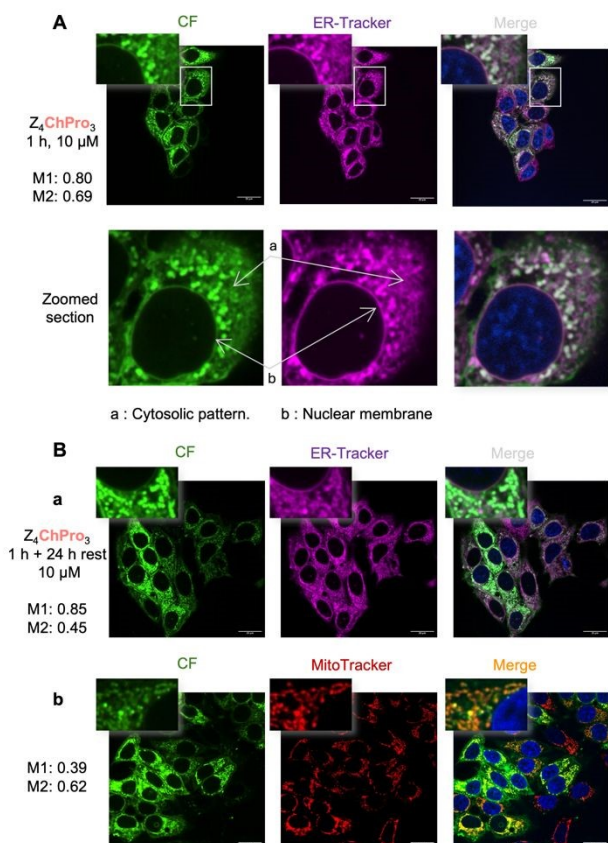 A
CF
ER-Tracker
Merge
Z₄ChPro₃
1 h, 10 µM
M1: 0.80
M2: 0.69
Zoomed
section
a
b
a : Cytosolic pattern.
b : Nuclear membrane
B
CF
ER-Tracker
Merge
a
Z₄ChPro₃
1 h + 24 h rest
10 µM
M1: 0.85
M2: 0.45
CF
MitoTracker
Merge
b
M1: 0.39
M2: 0.62